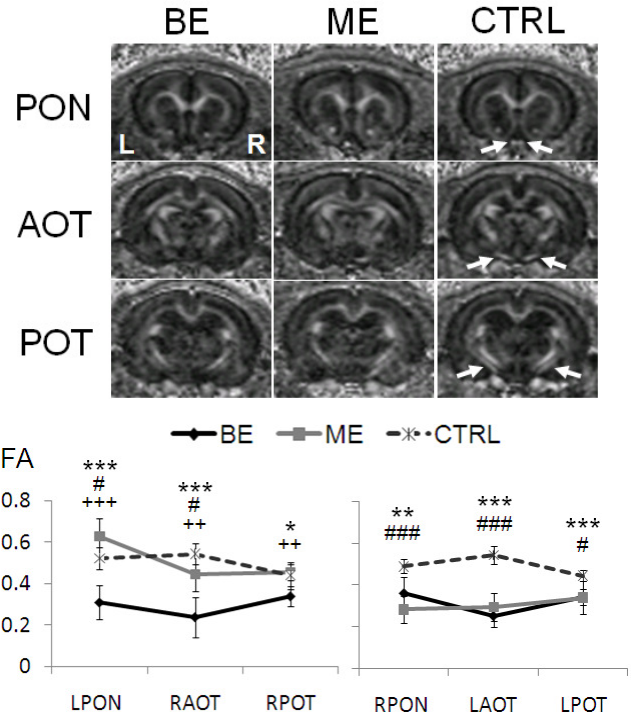 BE ME CTRL
PON
L R
AOT
POT
BE ME CTRL
FA
*** *** * ** *** ***
# # ### ### #
+++ ++ ++
0.8
0.6
0.4
0.2
0
LPON RAOT RPOT RPON LAOT LPOT